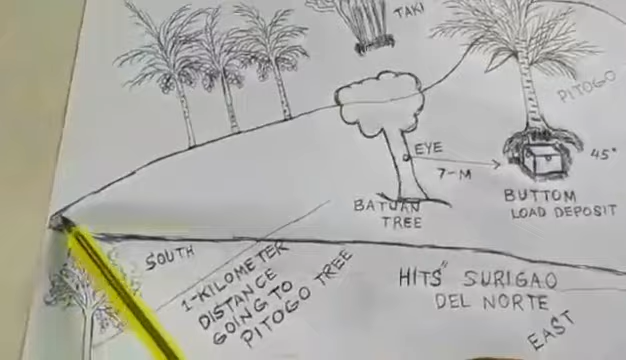 TAKI
PITOGO
EYE
7-M
45°
BATUAN
TREE
BUTTOM
LOAD DEPOSIT
SOUTH
1-KILOMETER
DISTANCE
GOING TO
PITOGO TREE
HITS" SURIGAO
DEL NORTE
EAST